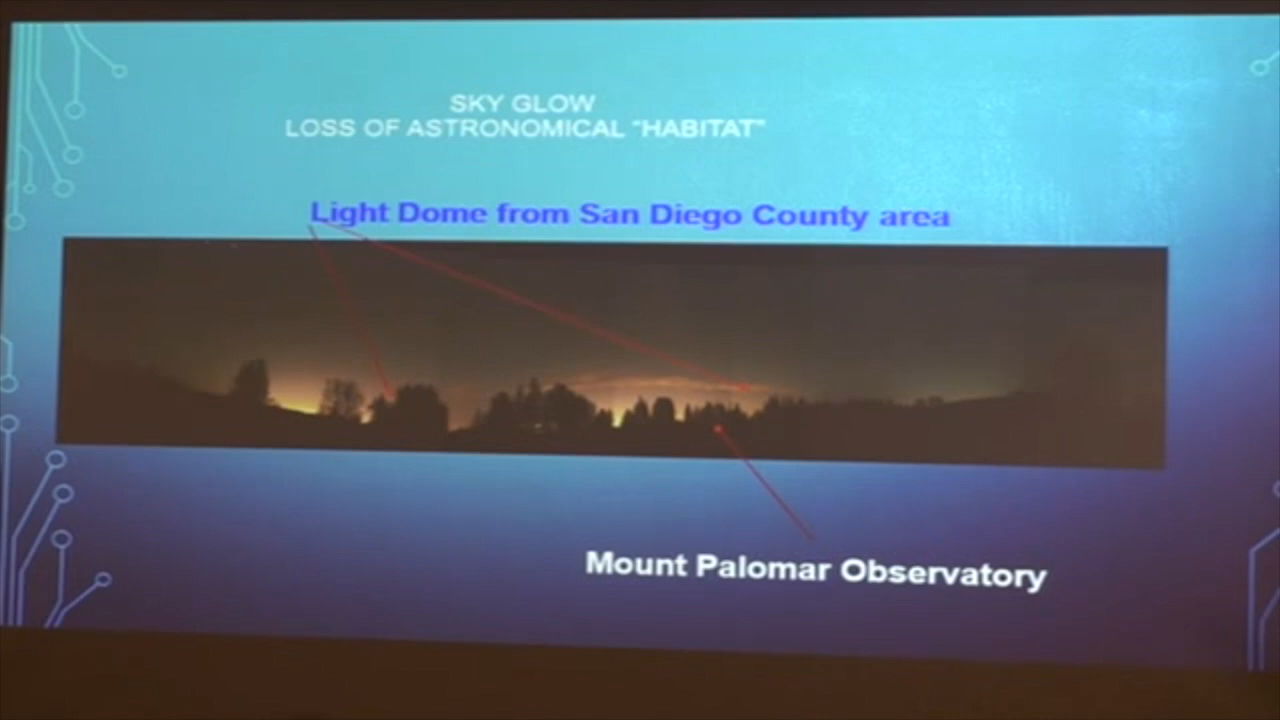 SKY GLOW
LOSS OF ASTRONOMICAL “HABITAT”
Light Dome from San Diego County area
Mount Palomar Observatory